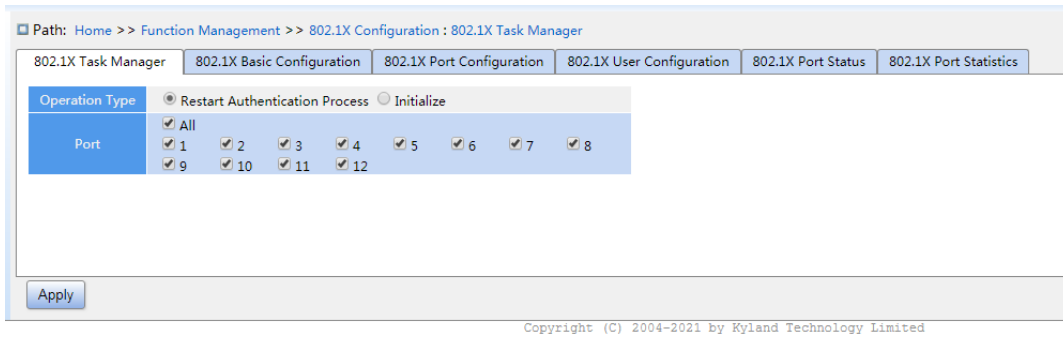 Path: Home >> Function Management >> 802.1X Configuration : 802.1X Task Manager
802.1X Task Manager 802.1X Basic Configuration 802.1X Port Configuration 802.1X User Configuration 802.1X Port Status 802.1X Port Statistics
Operation Type Restart Authentication Process Initialize
All
Port 1 2 3 4 5 6 7 8
9 10 11 12
Apply
Copyright (C) 2004-2021 by Kyland Technology Limited